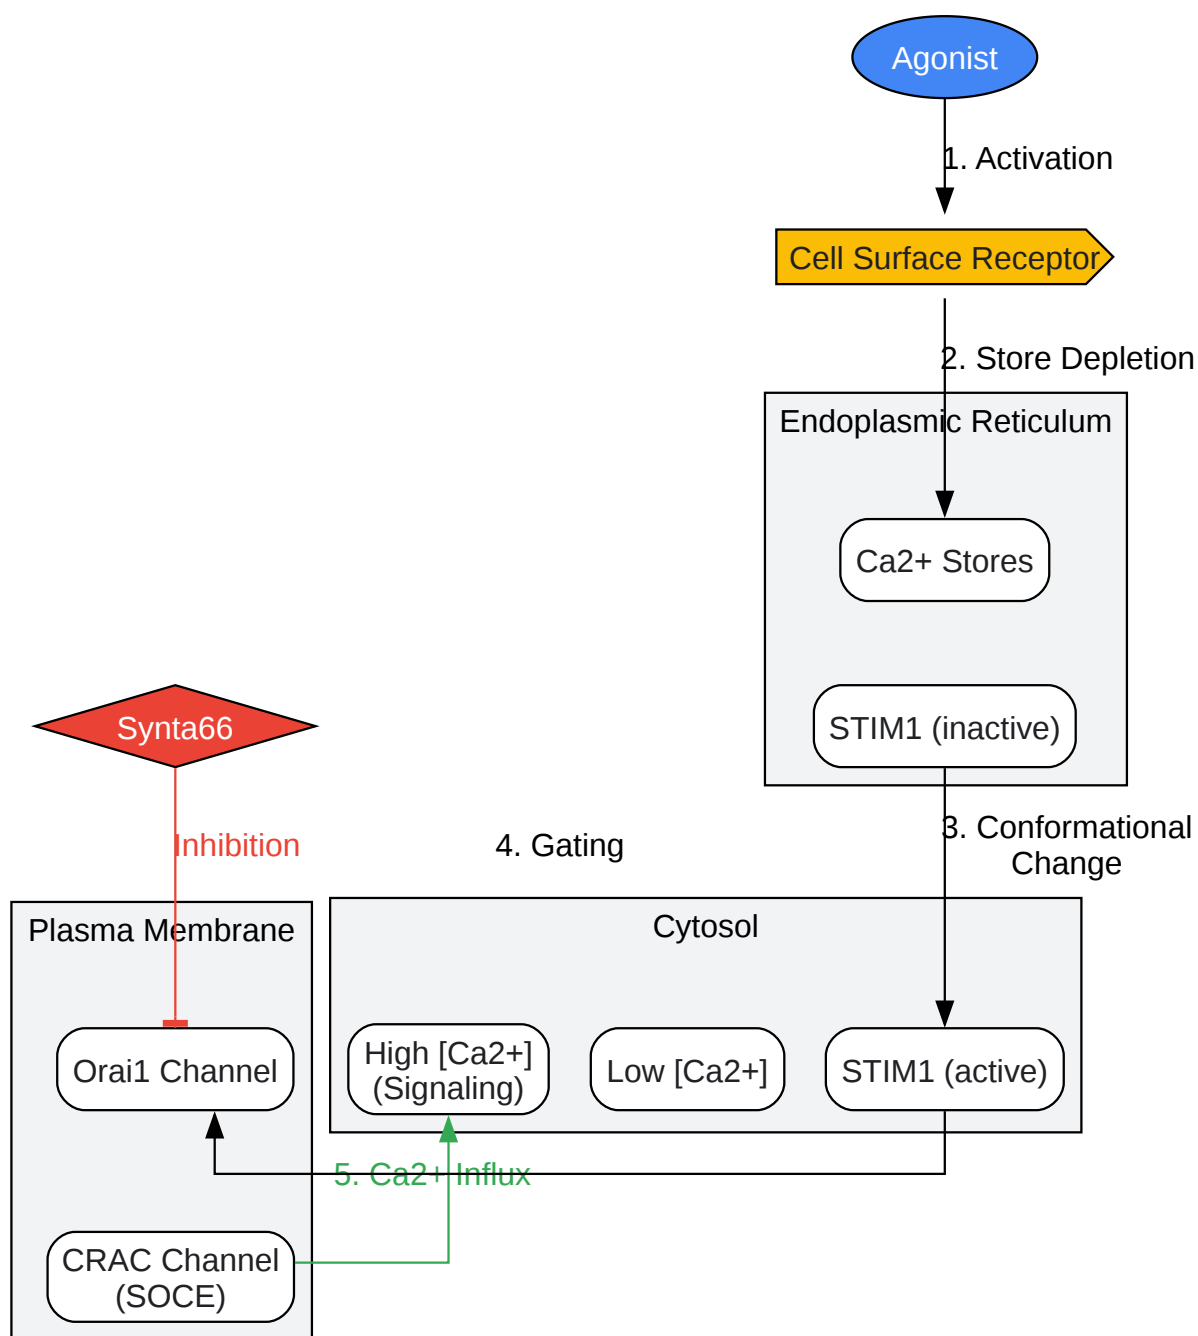 Agonist
1. Activation
Cell Surface Receptor
2. Store Depletion
Endoplasmic Reticulum
Ca2+ Stores
STIM1 (inactive)
Synta66
Inhibition
4. Gating
3. Conformational
Change
Plasma Membrane
Cytosol
Orai1 Channel
High [Ca2+]
(Signaling)
Low [Ca2+]
STIM1 (active)
5. Ca2+ Influx
CRAC Channel
(SOCE)